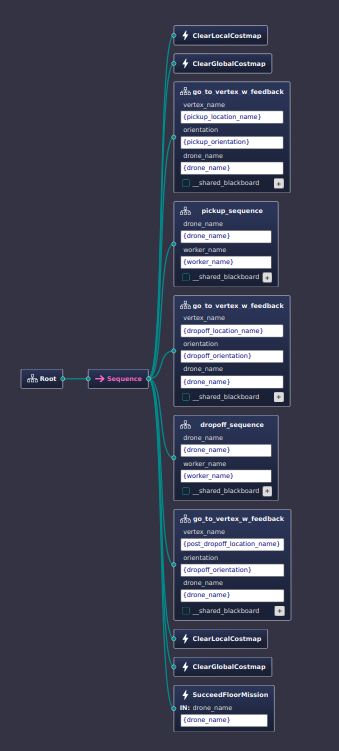 ClearLocalCostmap
ClearGlobalCostmap
go_to_vertex_w_feedback
vertex_name
{pickup_location_name}
orientation
{pickup_orientation}
drone_name
{drone_name}
__shared_blackboard +
pickup_sequence
drone_name
{drone_name}
worker_name
{worker_name}
__shared_blackboard +
go_to_vertex_w_feedback
vertex_name
{dropoff_location_name}
orientation
{dropoff_orientation}
drone_name
{drone_name}
__shared_blackboard +
Root
Sequence
dropoff_sequence
drone_name
{drone_name}
worker_name
{worker_name}
__shared_blackboard +
go_to_vertex_w_feedback
vertex_name
{post_dropoff_location_name}
orientation
{dropoff_orientation}
drone_name
{drone_name}
__shared_blackboard +
ClearLocalCostmap
ClearGlobalCostmap
SucceedFloorMission
IN: drone_name
{drone_name}